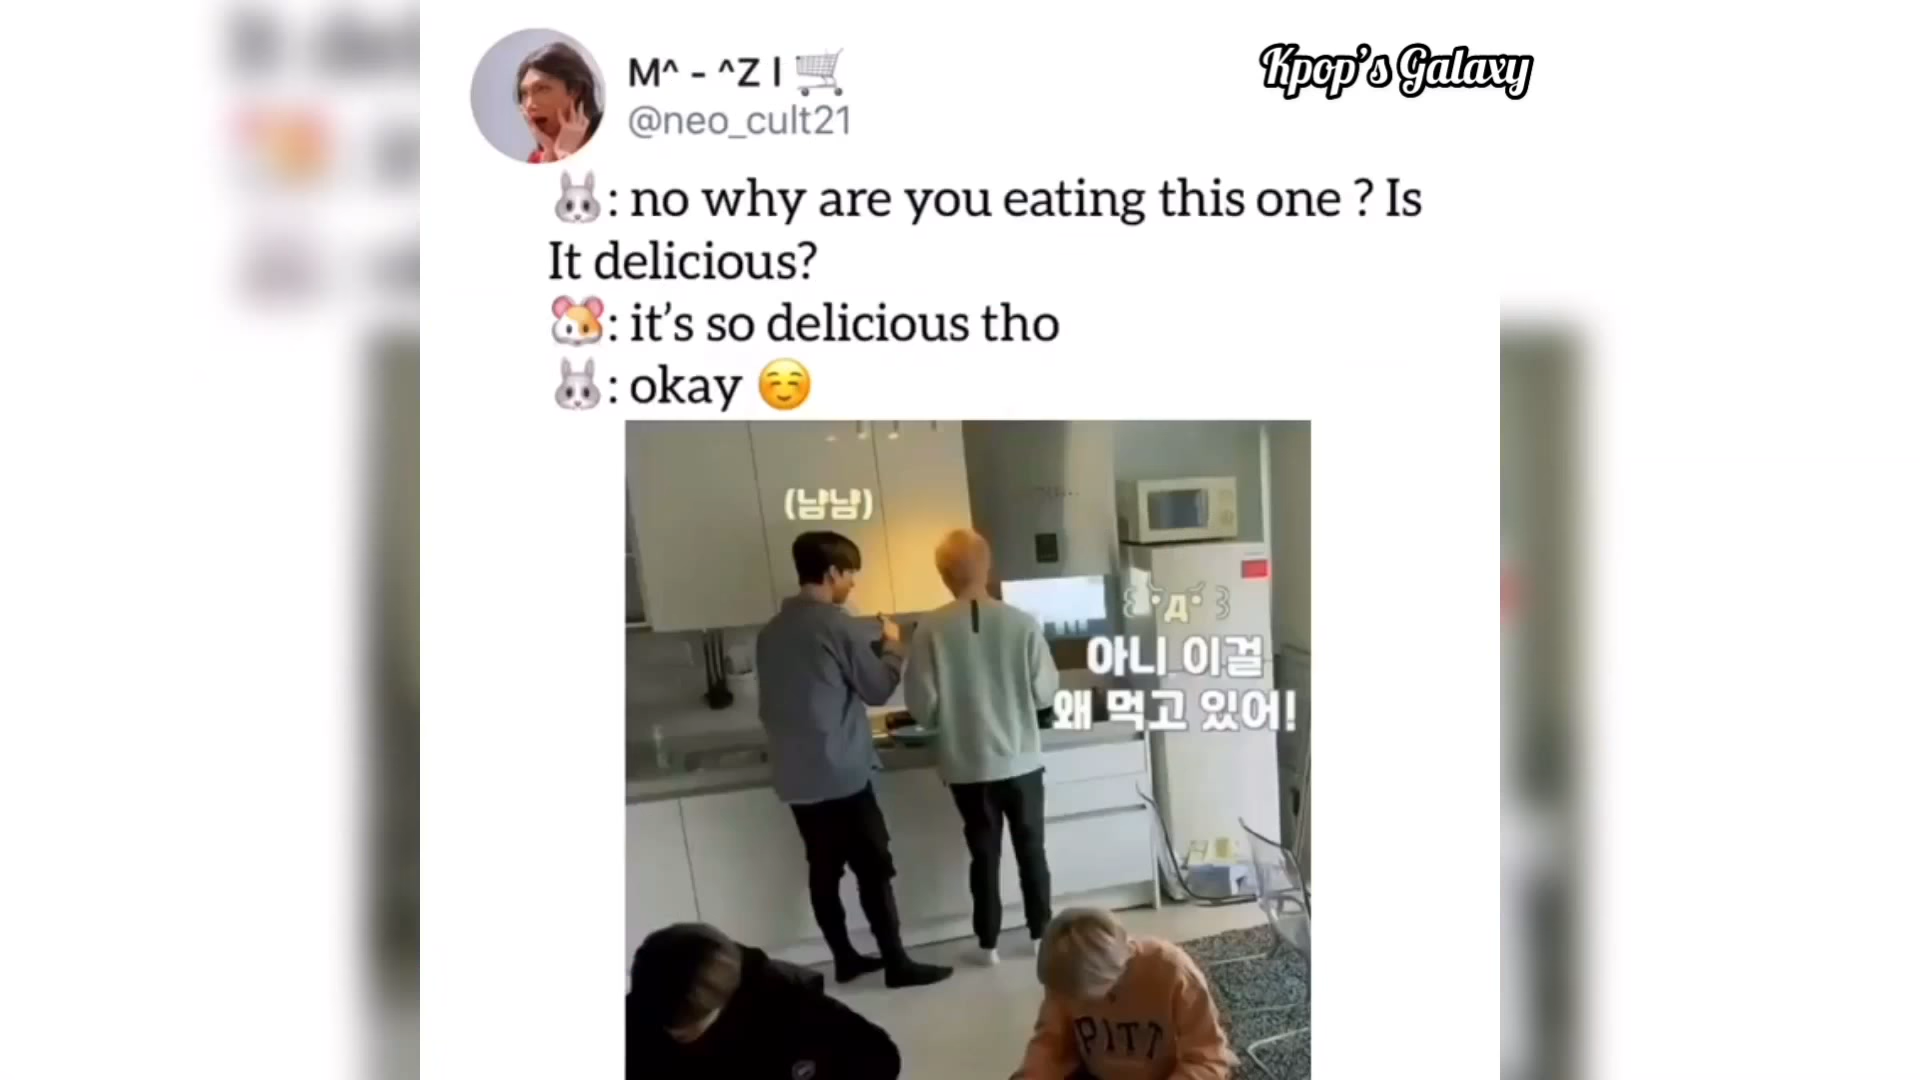 M^ - ^Z I 🛒
Kpop's Galaxy
@neo_cult21
🐰: no why are you eating this one ? Is
It delicious?
🐹: it's so delicious tho
🐰: okay ☺️
(냠냠)
아니 이걸
왜 먹고 있어!
PITT